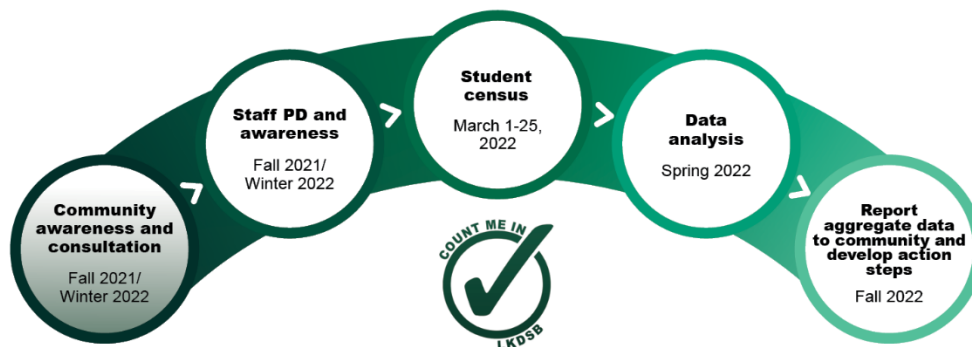 Community
awareness and
consultation
Fall 2021/
Winter 2022
Staff PD and
awareness
Fall 2021/
Winter 2022
Student
census
March 1-25,
2022
Data
analysis
Spring 2022
Report
aggregate data
to community and
develop action
steps
Fall 2022
COUNT ME IN
LKDSB